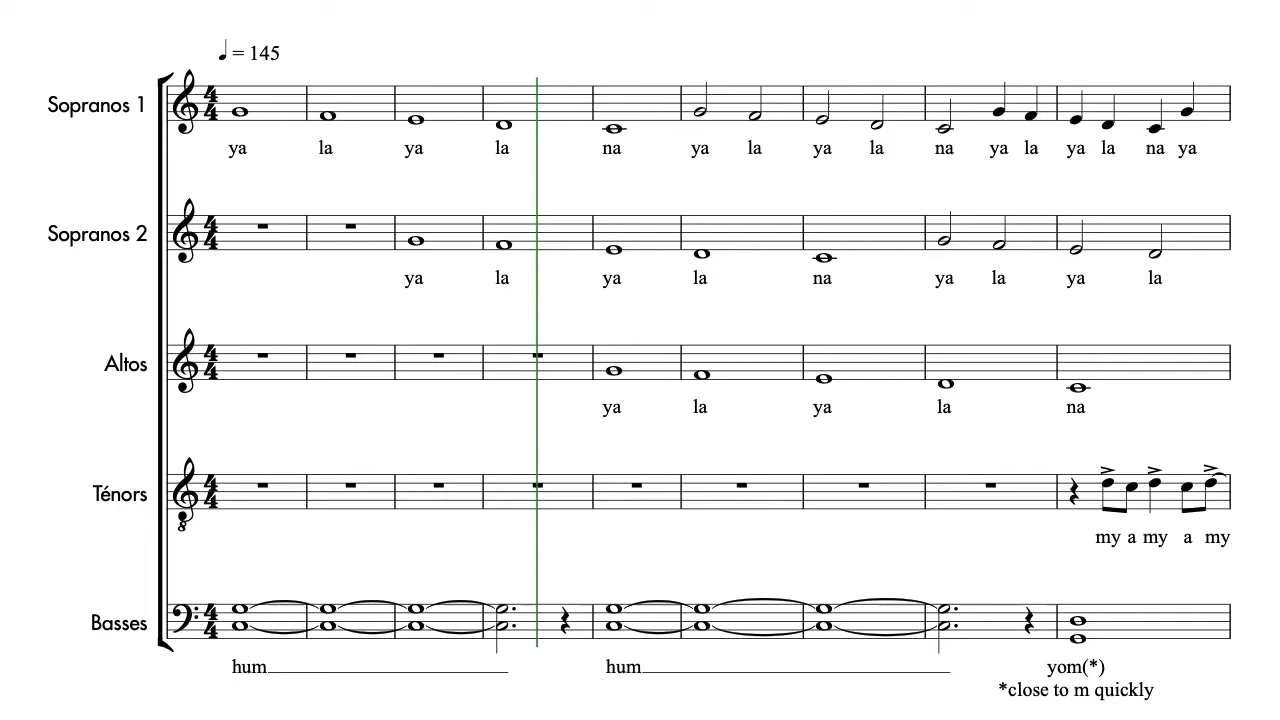 ♩ = 145
Sopranos 1
ya la ya la na ya la ya la na ya la ya la na ya
Sopranos 2
ya la ya la na ya la ya la
Altos
ya la ya la na
Ténors
8
my a my a my
Basses
hum hum yom(*)
*close to m quickly